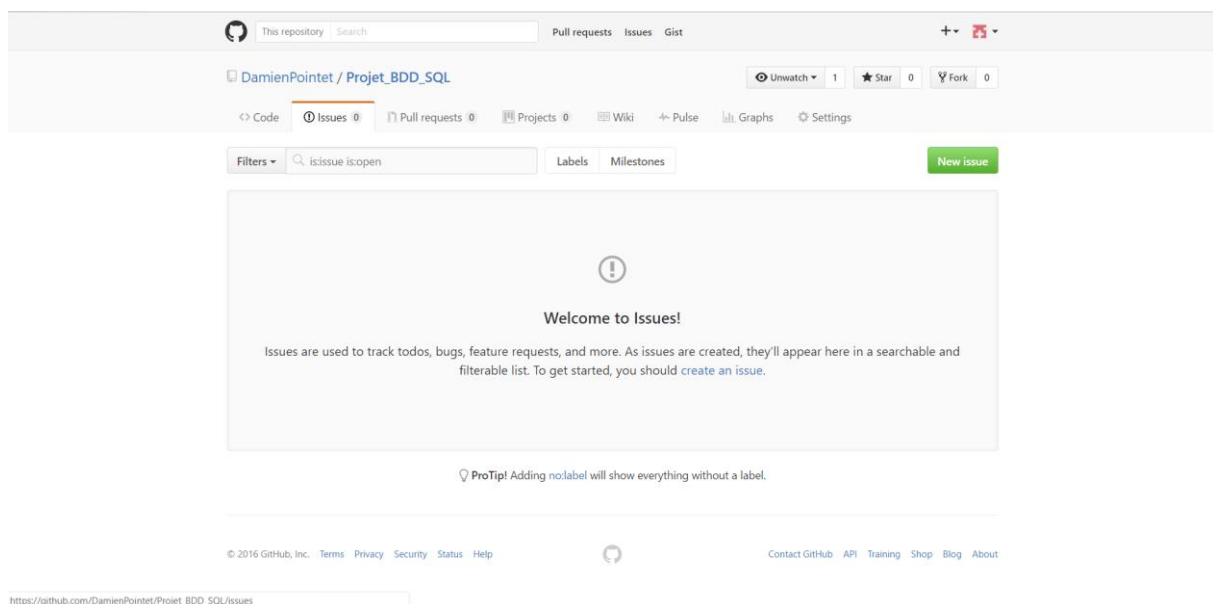 This repository Search Pull requests Issues Gist
DamienPointet / Projet_BDD_SQL Unwatch 1 Star 0 Fork 0
Code Issues 0 Pull requests 0 Projects 0 Wiki Pulse Graphs Settings
Filters is:issue is:open Labels Milestones New issue
Welcome to Issues!
Issues are used to track todos, bugs, feature requests, and more. As issues are created, they'll appear here in a searchable and
filterable list. To get started, you should create an issue.
ProTip! Adding no:label will show everything without a label.
© 2016 GitHub, Inc. Terms Privacy Security Status Help Contact GitHub API Training Shop Blog About
https://github.com/DamienPointet/Projet_BDD_SQL/issues